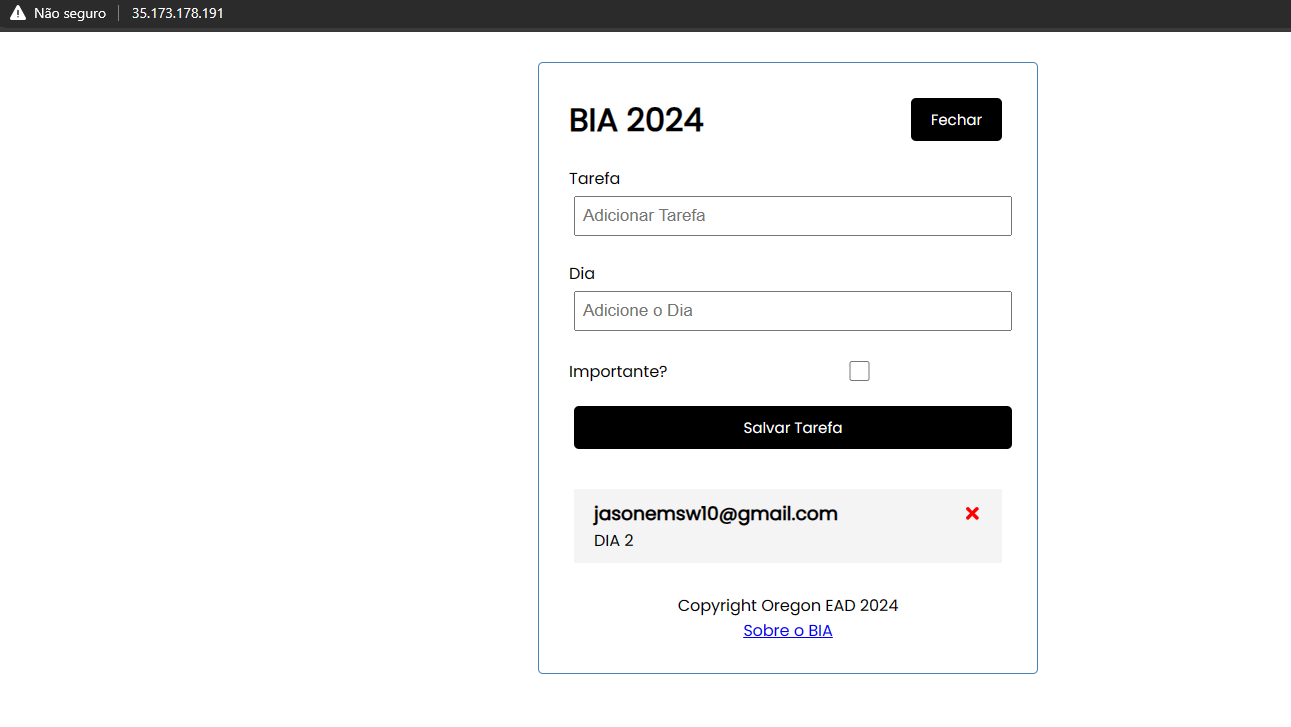 Não seguro
35.173.178.191
BIA 2024
Fechar
Tarefa
Adicionar Tarefa
Dia
Adicione o Dia
Importante?
Salvar Tarefa
jasonemsw10@gmail.com
DIA 2
Copyright Oregon EAD 2024
Sobre o BIA